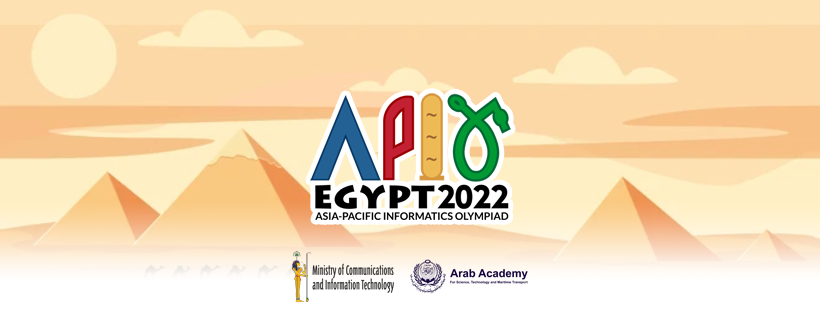 APIO
EGYPT 2022
ASIA-PACIFIC INFORMATICS OLYMPIAD
Ministry of Communications
and Information Technology
Arab Academy
For Science, Technology and Maritime Transport